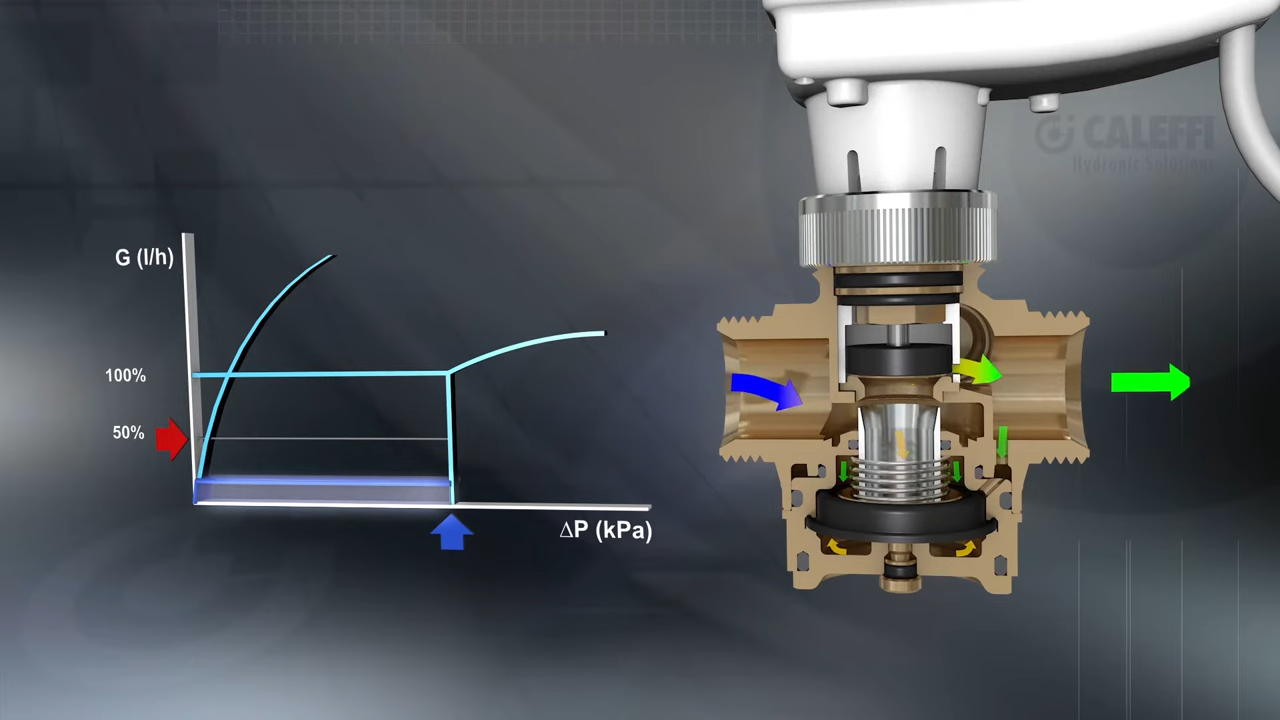 CALEFFI
Hydronic Solutions
G (l/h)
100%
50%
ΔP (kPa)